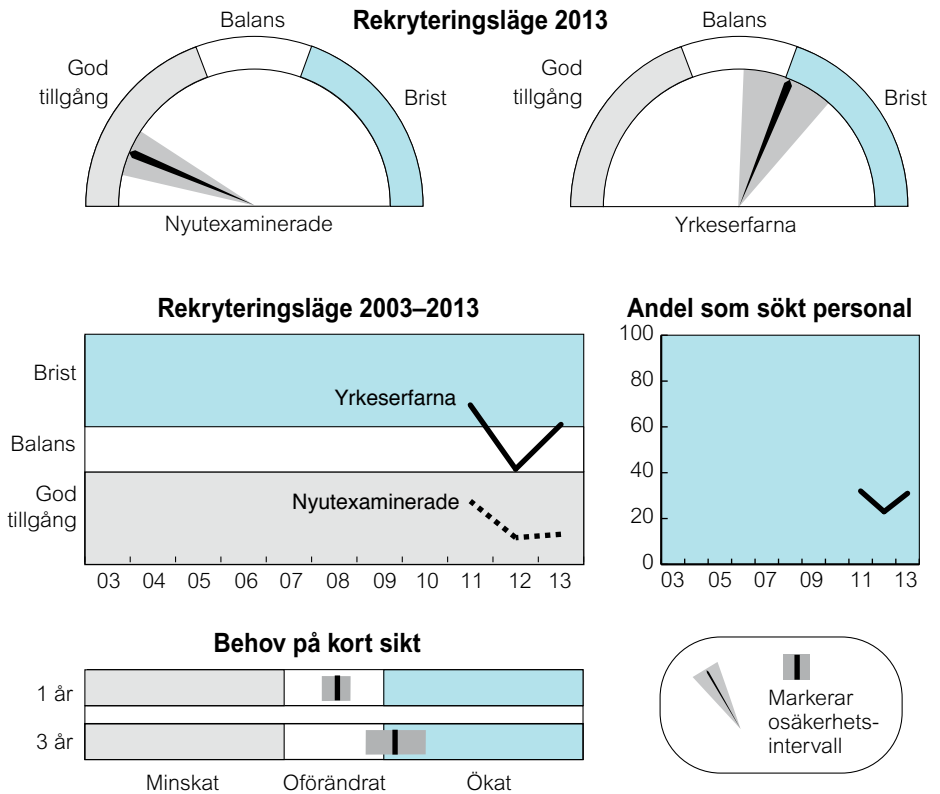 Rekryteringsläge 2013
Balans
God
tillgång
Brist
Nyutexaminerade
Balans
God
tillgång
Brist
Yrkeserfarna
Rekryteringsläge 2003–2013
Brist
Balans
God
tillgång
Yrkeserfarna
Nyutexaminerade
03 04 05 06 07 08 09 10 11 12 13
Andel som sökt personal
100
80
60
40
20
0
03 05 07 09 11 13
Behov på kort sikt
1 år
3 år
Minskat Oförändrat Ökat
Markerar
osäkerhets-
intervall